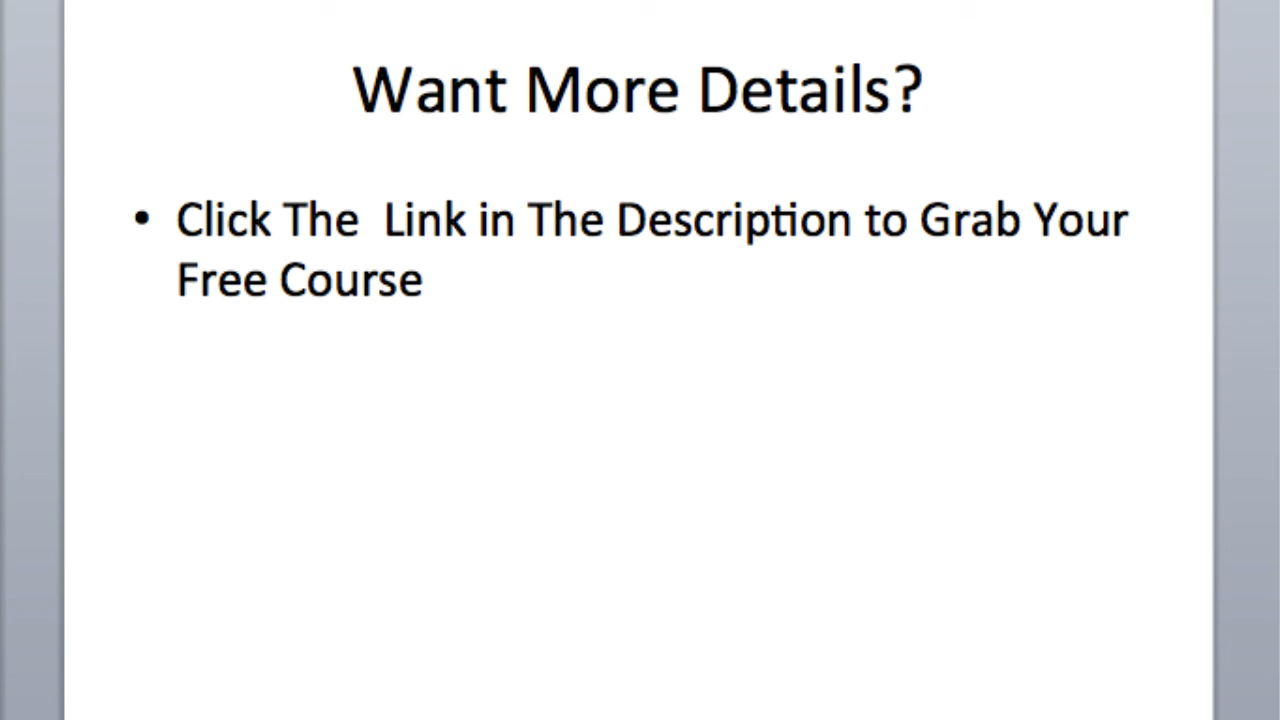 Want More Details?
• Click The  Link in The Description to Grab Your
Free Course